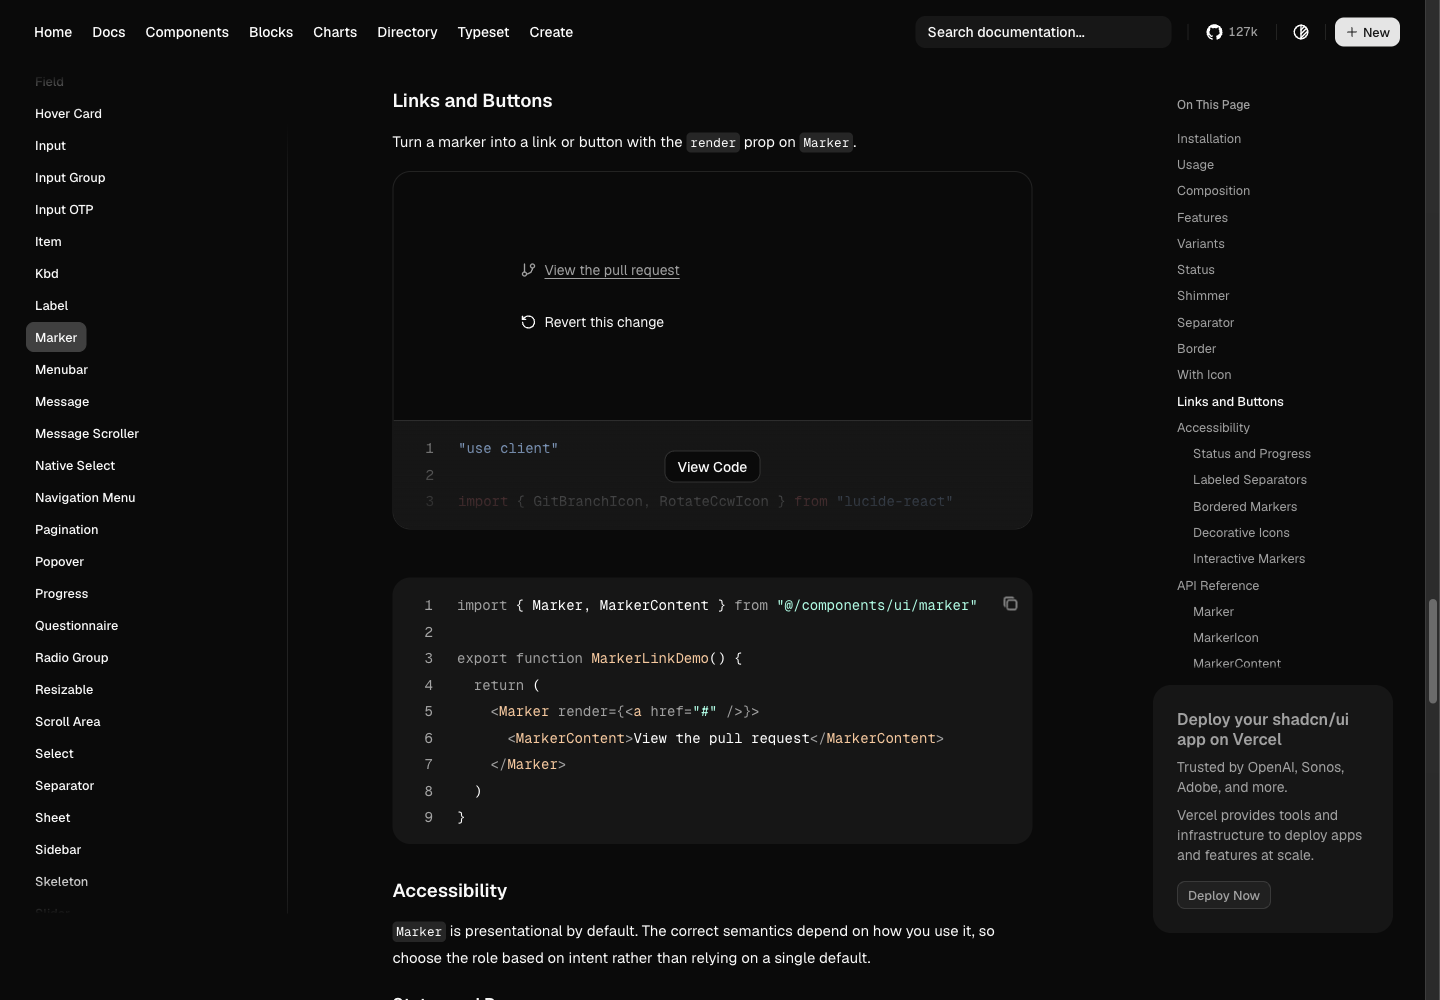 Home Docs Components Blocks Charts Directory Typeset Create
Search documentation...
127k
New
Field
Hover Card
Input
Input Group
Input OTP
Item
Kbd
Label
Marker
Menubar
Message
Message Scroller
Native Select
Navigation Menu
Pagination
Popover
Progress
Questionnaire
Radio Group
Resizable
Scroll Area
Select
Separator
Sheet
Sidebar
Skeleton
Slider
Links and Buttons
Turn a marker into a link or button with the render prop on Marker.
View the pull request
Revert this change
1 "use client"
2
View Code
3 import { GitBranchIcon, RotateCcwIcon } from "lucide-react"
1 import { Marker, MarkerContent } from "@/components/ui/marker"
2
3 export function MarkerLinkDemo() {
4 return (
5 <Marker render={<a href="#" />}>
6 <MarkerContent>View the pull request</MarkerContent>
7 </Marker>
8 )
9 }
Accessibility
Marker is presentational by default. The correct semantics depend on how you use it, so
choose the role based on intent rather than relying on a single default.
On This Page
Installation
Usage
Composition
Features
Variants
Status
Shimmer
Separator
Border
With Icon
Links and Buttons
Accessibility
Status and Progress
Labeled Separators
Bordered Markers
Decorative Icons
Interactive Markers
API Reference
Marker
MarkerIcon
MarkerContent
Deploy your shadcn/ui
app on Vercel
Trusted by OpenAI, Sonos,
Adobe, and more.
Vercel provides tools and
infrastructure to deploy apps
and features at scale.
Deploy Now